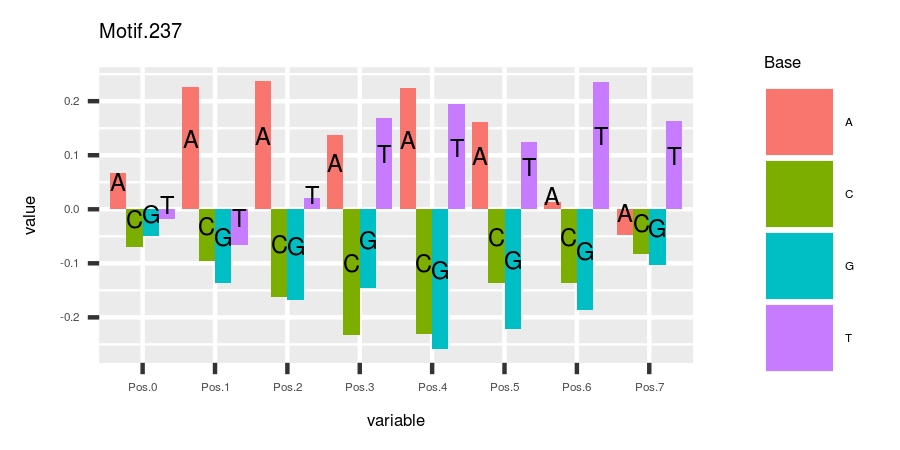 Motif.237
Base
A
C
G
T
value
0.2
0.1
0.0
-0.1
-0.2
A C G T A C G T A C G T A C G T A C G T A C G T A C G T A C G T
Pos.0 Pos.1 Pos.2 Pos.3 Pos.4 Pos.5 Pos.6 Pos.7
variable